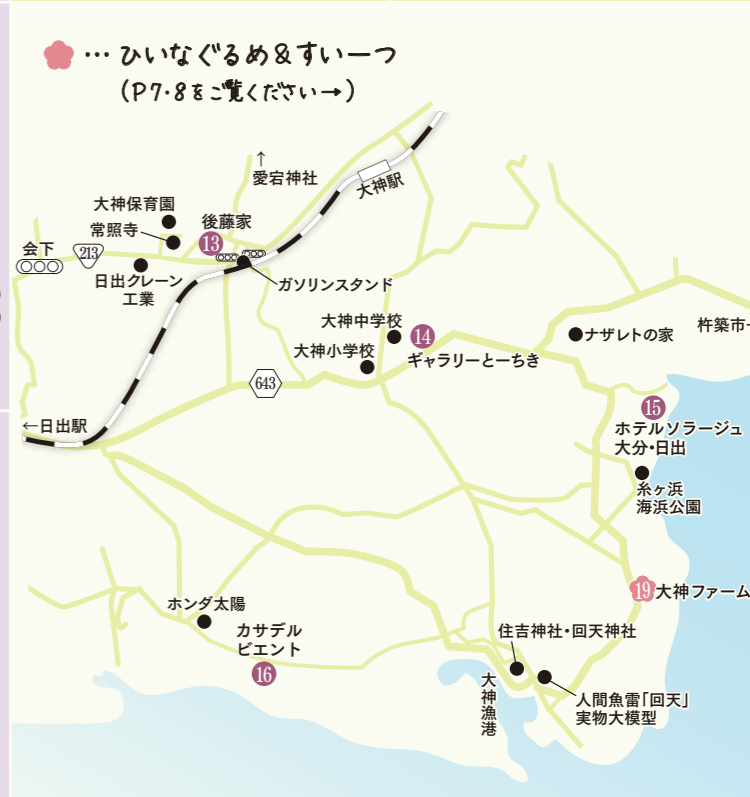 … ひいなぐるめ&すいーつ
(P7・8をご覧ください→)
↑
愛宕神社
大神駅
大神保育園
常照寺
後藤家
13
会下
213
日出クレーン
工業
ガソリンスタンド
大神中学校
14
大神小学校
ギャラリーとーちき
ナザレトの家
杵築市
643
←日出駅
15
ホテルソラージュ
大分・日出
糸ヶ浜
海浜公園
19
大神ファーム
ホンダ太陽
カサデル
ビエント
16
住吉神社・回天神社
大神漁港
人間魚雷「回天」
実物大模型